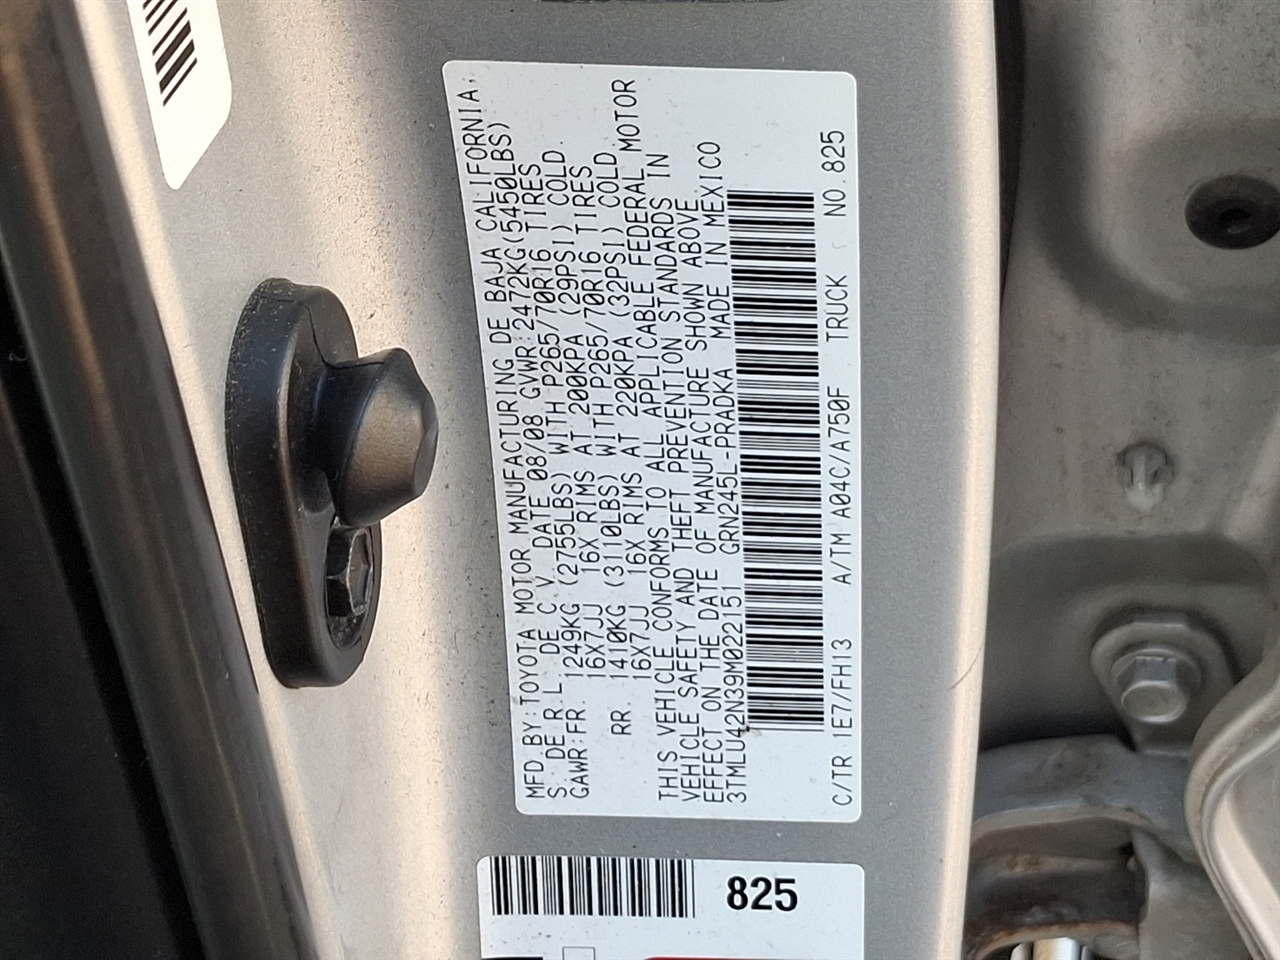 MFD.BY:TOYOTA MOTOR MANUFACTURING DE BAJA CALIFORNIA,
S. DE R.L. DE C.V. DATE 08/08 GVWR:2472KG(5450LBS)
GAWR:FR. 1249KG (2755LBS) WITH P265/70R16 TIRES
16X7JJ 16X RIMS AT 200KPA (29PSI) COLD.
RR. 1410KG (3110LBS) WITH P265/70R16 TIRES
16X7JJ 16X RIMS AT 220KPA (32PSI) COLD.
THIS VEHICLE CONFORMS TO ALL APPLICABLE FEDERAL MOTOR
VEHICLE SAFETY AND THEFT PREVENTION STANDARDS IN
EFFECT ON THE DATE OF MANUFACTURE SHOWN ABOVE.
3TMLU42N39M022151 GRN245L-PRADKA MADE IN MEXICO
C/TR 1E7/FH13 A/TM A04C/A750F TRUCK NO.825
825